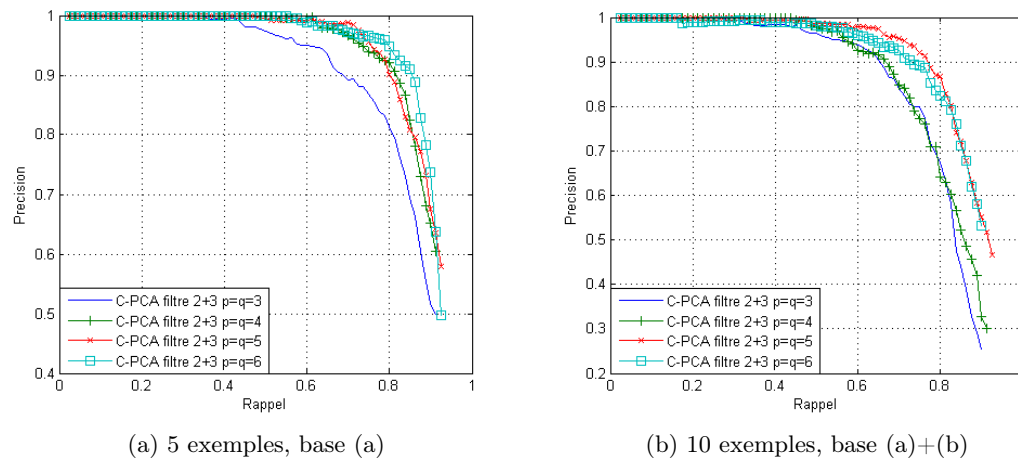 1
0.9
0.8
0.7
0.6
0.5
0.4
Precision
0 0.2 0.4 0.6 0.8 1
Rappel
C-PCA filtre 2+3 p=q=3
C-PCA filtre 2+3 p=q=4
C-PCA filtre 2+3 p=q=5
C-PCA filtre 2+3 p=q=6
(a) 5 exemples, base (a)
1
0.9
0.8
0.7
0.6
0.5
0.4
0.3
0.2
Precision
0 0.2 0.4 0.6 0.8
Rappel
C-PCA filtre 2+3 p=q=3
C-PCA filtre 2+3 p=q=4
C-PCA filtre 2+3 p=q=5
C-PCA filtre 2+3 p=q=6
(b) 10 exemples, base (a)+(b)